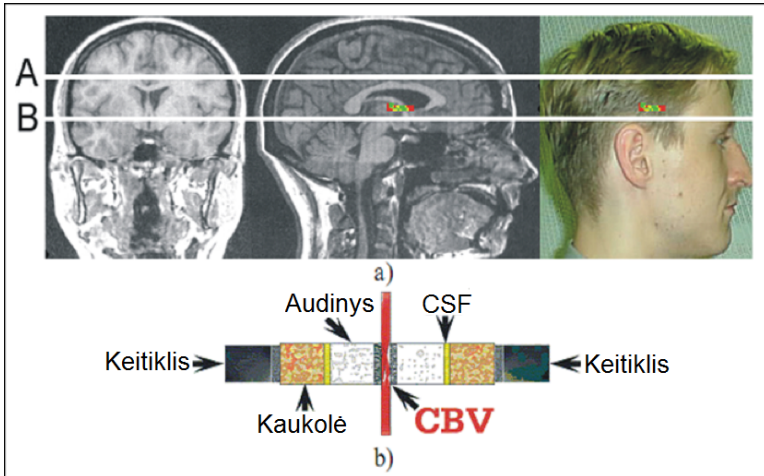 A
B
a)
Audinys
CSF
Keitiklis
Keitiklis
Kaukolė
CBV
b)